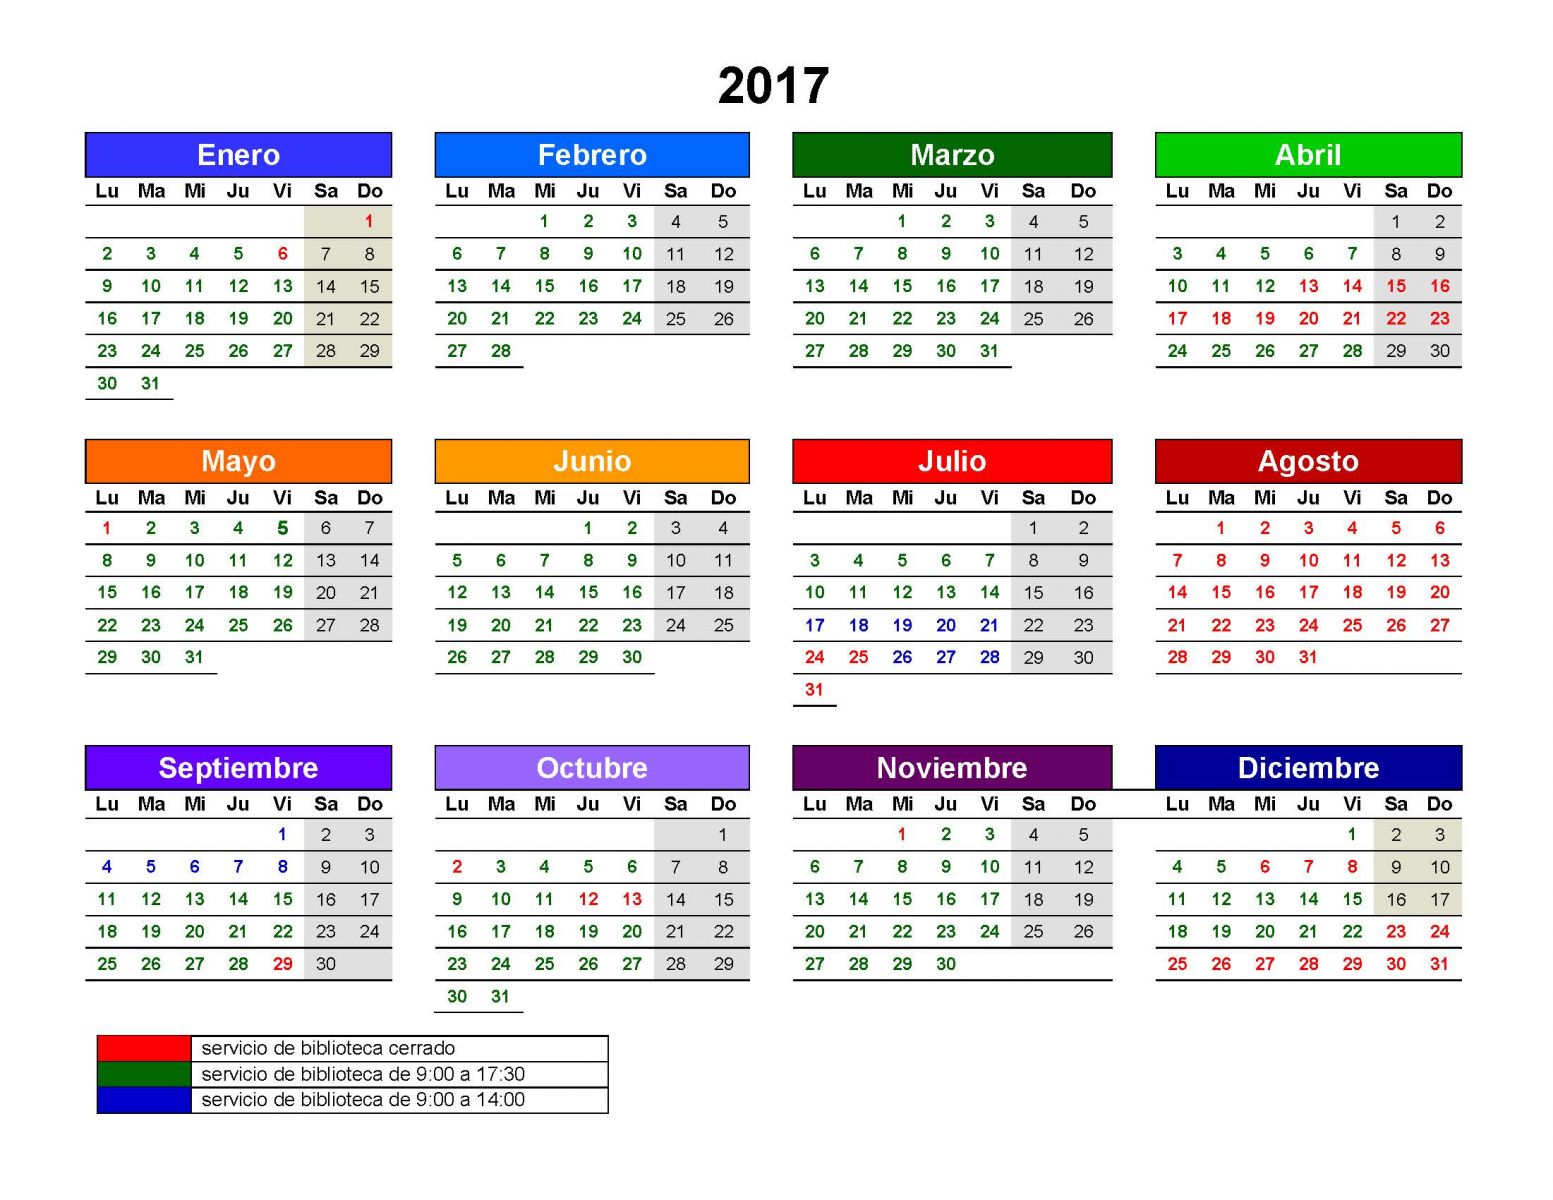 2017
Enero
Lu Ma Mi Ju Vi Sa Do
1
2 3 4 5 6 7 8
9 10 11 12 13 14 15
16 17 18 19 20 21 22
23 24 25 26 27 28 29
30 31
Febrero
Lu Ma Mi Ju Vi Sa Do
1 2 3 4 5
6 7 8 9 10 11 12
13 14 15 16 17 18 19
20 21 22 23 24 25 26
27 28
Marzo
Lu Ma Mi Ju Vi Sa Do
1 2 3 4 5
6 7 8 9 10 11 12
13 14 15 16 17 18 19
20 21 22 23 24 25 26
27 28 29 30 31
Abril
Lu Ma Mi Ju Vi Sa Do
1 2
3 4 5 6 7 8 9
10 11 12 13 14 15 16
17 18 19 20 21 22 23
24 25 26 27 28 29 30
Mayo
Lu Ma Mi Ju Vi Sa Do
1 2 3 4 5 6 7
8 9 10 11 12 13 14
15 16 17 18 19 20 21
22 23 24 25 26 27 28
29 30 31
Junio
Lu Ma Mi Ju Vi Sa Do
1 2 3 4
5 6 7 8 9 10 11
12 13 14 15 16 17 18
19 20 21 22 23 24 25
26 27 28 29 30
Julio
Lu Ma Mi Ju Vi Sa Do
1 2
3 4 5 6 7 8 9
10 11 12 13 14 15 16
17 18 19 20 21 22 23
24 25 26 27 28 29 30
31
Agosto
Lu Ma Mi Ju Vi Sa Do
1 2 3 4 5 6
7 8 9 10 11 12 13
14 15 16 17 18 19 20
21 22 23 24 25 26 27
28 29 30 31
Septiembre
Lu Ma Mi Ju Vi Sa Do
1 2 3
4 5 6 7 8 9 10
11 12 13 14 15 16 17
18 19 20 21 22 23 24
25 26 27 28 29 30
Octubre
Lu Ma Mi Ju Vi Sa Do
1
2 3 4 5 6 7 8
9 10 11 12 13 14 15
16 17 18 19 20 21 22
23 24 25 26 27 28 29
30 31
Noviembre
Lu Ma Mi Ju Vi Sa Do
1 2 3 4 5
6 7 8 9 10 11 12
13 14 15 16 17 18 19
20 21 22 23 24 25 26
27 28 29 30
Diciembre
Lu Ma Mi Ju Vi Sa Do
1 2 3
4 5 6 7 8 9 10
11 12 13 14 15 16 17
18 19 20 21 22 23 24
25 26 27 28 29 30 31
servicio de biblioteca cerrado
servicio de biblioteca de 9:00 a 17:30
servicio de biblioteca de 9:00 a 14:00